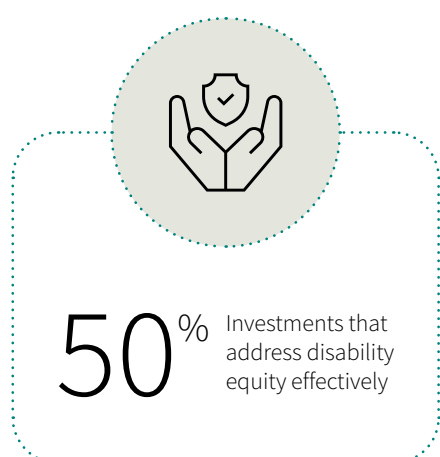 50%
Investments that
address disability
equity effectively